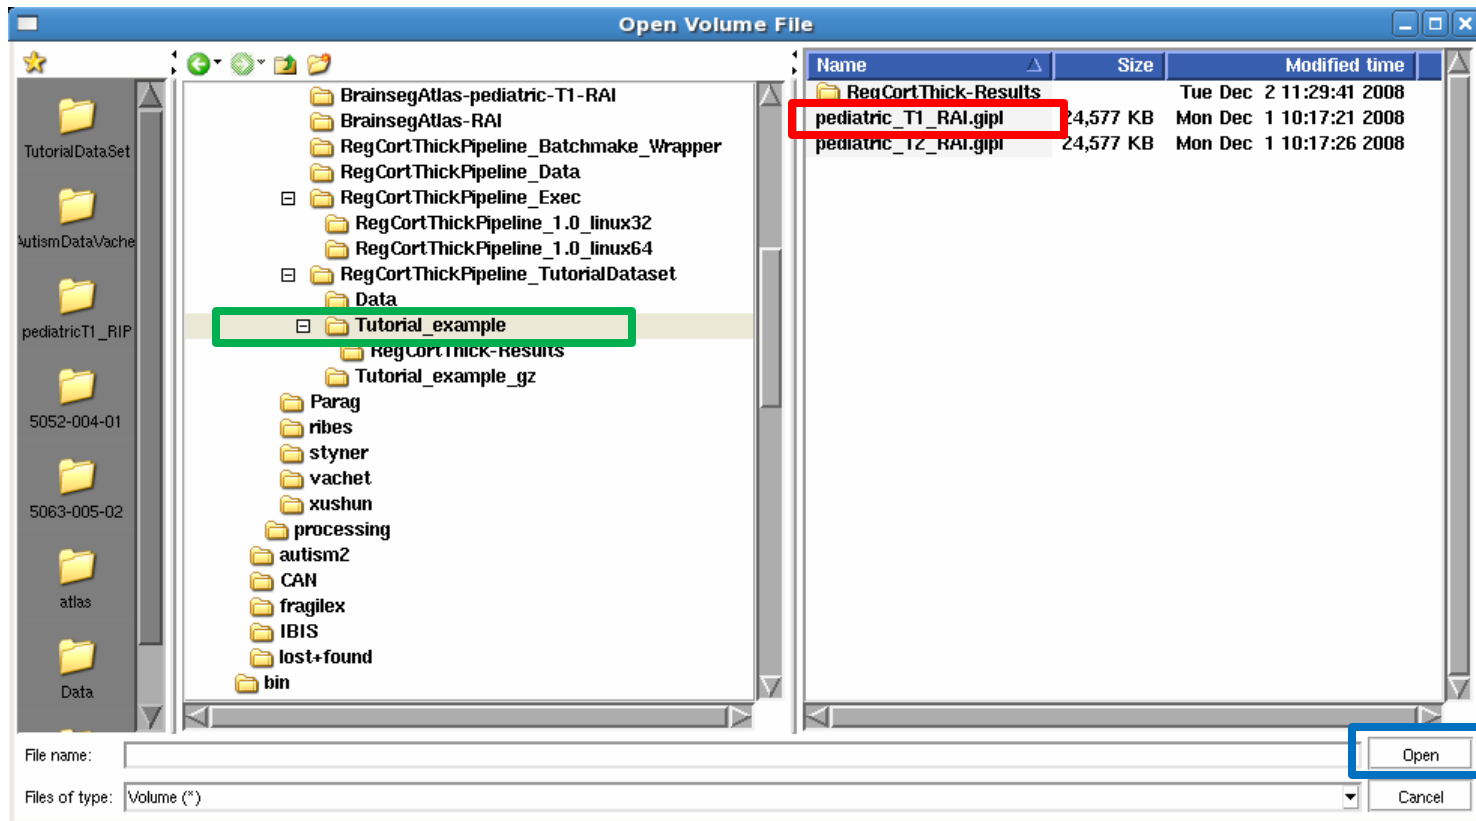 Open Volume File
TutorialDataSet
AutismDataVache
pediatricT1_RIP
5052-004-01
5063-005-02
atlas
Data
BrainsegAtlas-pediatric-T1-RAI
BrainsegAtlas-RAI
RegCortThickPipeline_Batchmake_Wrapper
RegCortThickPipeline_Data
RegCortThickPipeline_Exec
RegCortThickPipeline_1.0_linux32
RegCortThickPipeline_1.0_linux64
RegCortThickPipeline_TutorialDataset
Data
Tutorial_example
RegCortThick-Results
Tutorial_example_gz
Parag
ribes
styner
vachet
xushun
processing
autism2
CAN
fragilex
IBIS
lost+found
bin
Name Size Modified time
RegCortThick-Results Tue Dec 2 11:29:41 2008
pediatric_T1_RAI.gipl 24,577 KB Mon Dec 1 10:17:21 2008
pediatric_T2_RAI.gipl 24,577 KB Mon Dec 1 10:17:26 2008
File name: Open
Files of type: Volume (*) Cancel